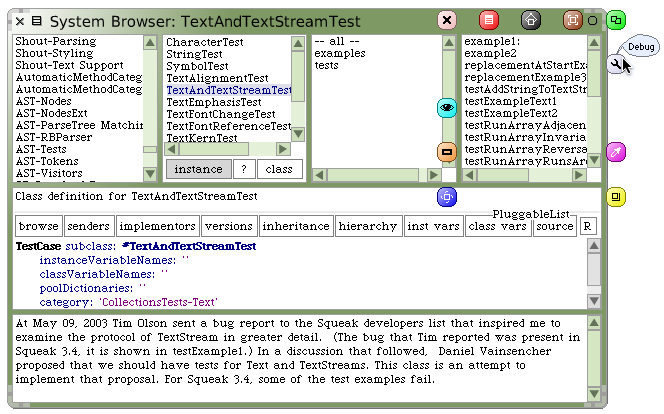 System Browser: TextAndTextStreamTest
Debug
Shout-Parsing
Shout-Styling
Shout-Text Support
AutomaticMethodCateg
AutomaticMethodCateg
AST-Nodes
AST-NodesExt
AST-ParseTree Matchin
AST-RBParser
AST-Tests
AST-Tokens
AST-Visitors
CharacterTest
StringTest
SymbolTest
TextAlignmentTest
TextAndTextStreamTest
TextEmphasisTest
TextFontChangeTest
TextFontReferenceTest
TextKernTest
instance ? class
-- all --
examples
tests
example1:
example2
replacementAtStartExa
replacementExample3
testAddStringToTextStr
testExampleText1
testExampleText2
testRunArrayAdjacen
testRunArrayInvaria
testRunArrayReversa
testRunArrayRunsAr
Class definition for TextAndTextStreamTest
PluggableList
browse senders implementors versions inheritance hierarchy inst vars class vars source R
TestCase subclass: #TextAndTextStreamTest
instanceVariableNames: ''
classVariableNames: ''
poolDictionaries: ''
category: 'CollectionsTests-Text'
At May 09, 2003 Tim Olson sent a bug report to the Squeak developers list that inspired me to
examine the protocol of TextStream in greater detail. (The bug that Tim reported was present in
Squeak 3.4, it is shown in testExample1.) In a discussion that followed, Daniel Vainsencher
proposed that we should have tests for Text and TextStreams. This class is an attempt to
implement that proposal. For Squeak 3.4, some of the test examples fail.